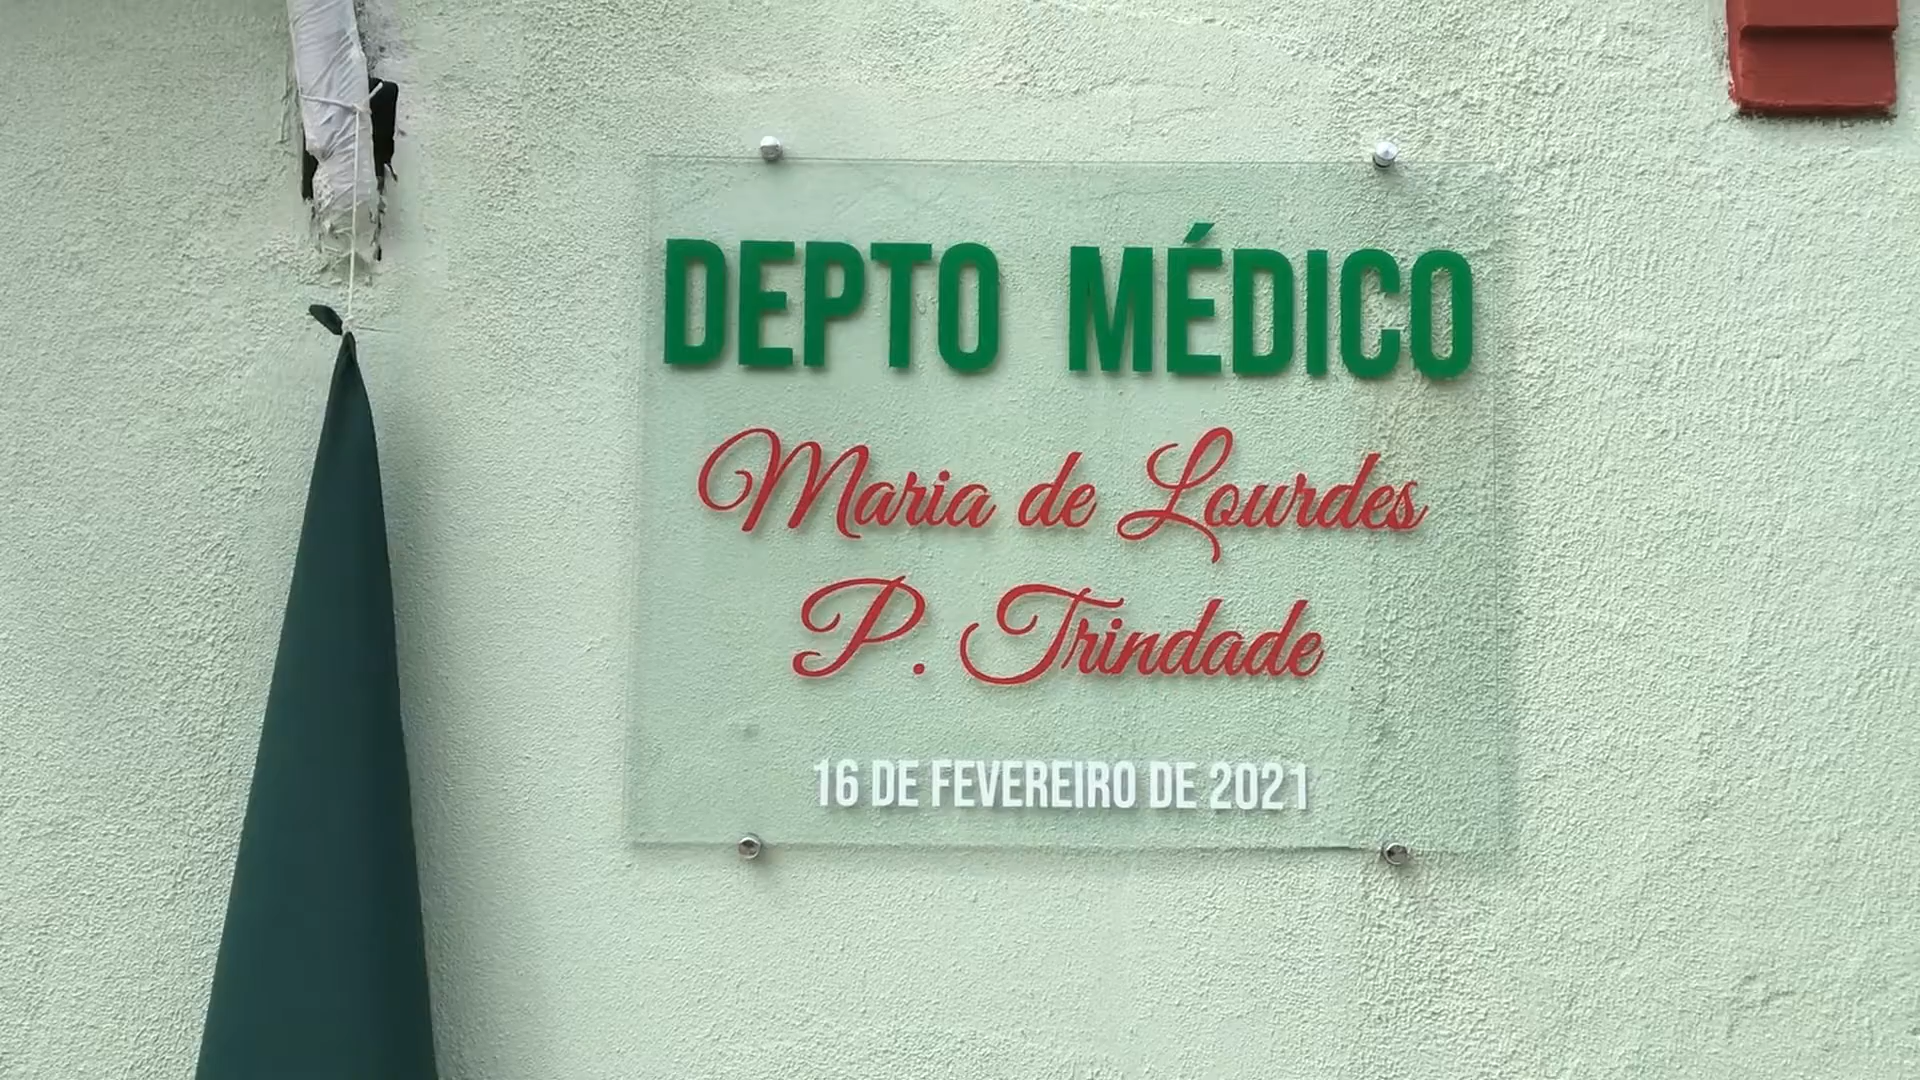 DEPTO MÉDICO
Maria de Lourdes
P. Trindade
16 DE FEVEREIRO DE 2021